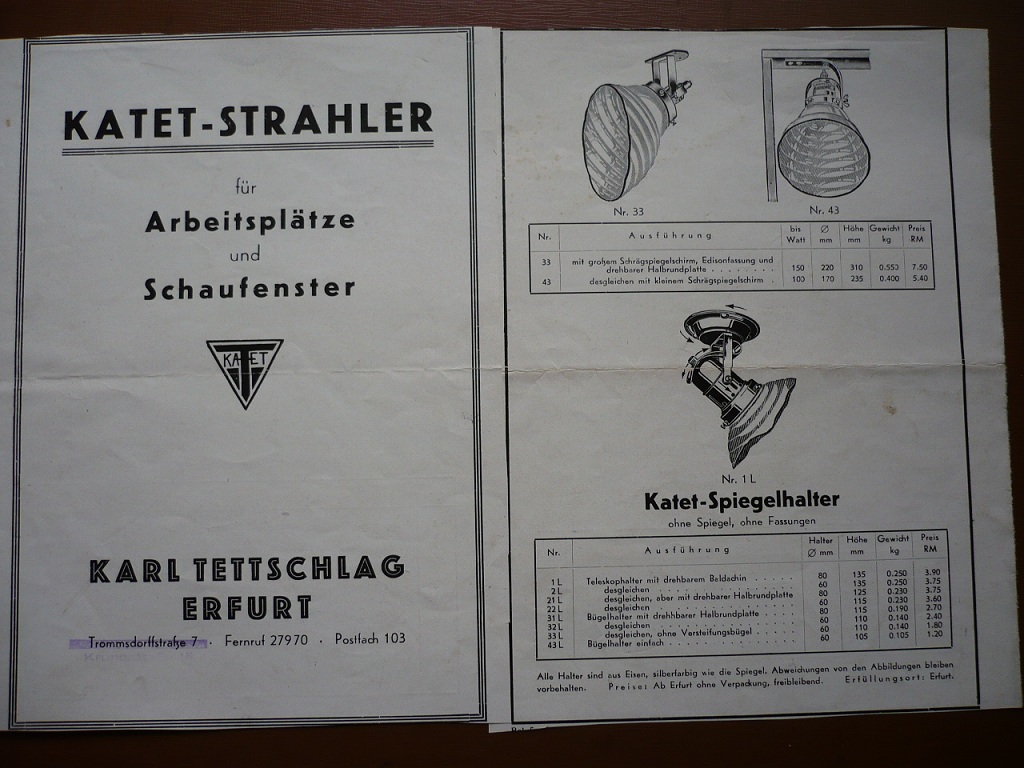 KATET-STRAHLER
für
Arbeitsplätze
und
Schaufenster
KATET
KARL TETTSCHLAG
ERFURT
Trommsdorffstraße 7 · Fernruf 27970 · Postfach 103
Nr. 33
Nr. 43
Nr. Ausführung bis Watt Ø mm Höhe mm Gewicht kg Preis RM
33 mit großem Schrägspiegelschirm, Edisonfassung und
drehbarer Halbrundplatte . . . . . . . . 150 220 310 0.550 7.50
43 desgleichen mit kleinem Schrägspiegelschirm . 100 170 235 0.400 5.40
Nr. 1 L
Katet-Spiegelhalter
ohne Spiegel, ohne Fassungen
Nr. Ausführung Halter Ø mm Höhe mm Gewicht kg Preis RM
1 L Teleskophalter mit drehbarem Baldachin . . . . . 80 135 0.250 3.90
2 L desgleichen . . . . . . . . . . 60 135 0.250 3.75
21 L desgleichen, aber mit drehbarer Halbrundplatte 80 125 0.230 3.75
22 L desgleichen . . . . . . . . . . 60 115 0.230 3.60
31 L Bügelhalter mit drehhbarer Halbrundplatte . . . . 80 115 0.190 2.70
32 L desgleichen . . . . . . . . . . 60 110 0.140 2.40
33 L desgleichen, ohne Versteifungsbügel . . . . . 60 110 0.140 1.80
43 L Bügelhalter einfach . . . . . . . . . . 60 105 0.105 1.20
Alle Halter sind aus Eisen, silberfarbig wie die Spiegel. Abweichungen von den Abbildungen bleiben
vorbehalten. Preise: Ab Erfurt ohne Verpackung, freibleibend. Erfüllungsort: Erfurt.